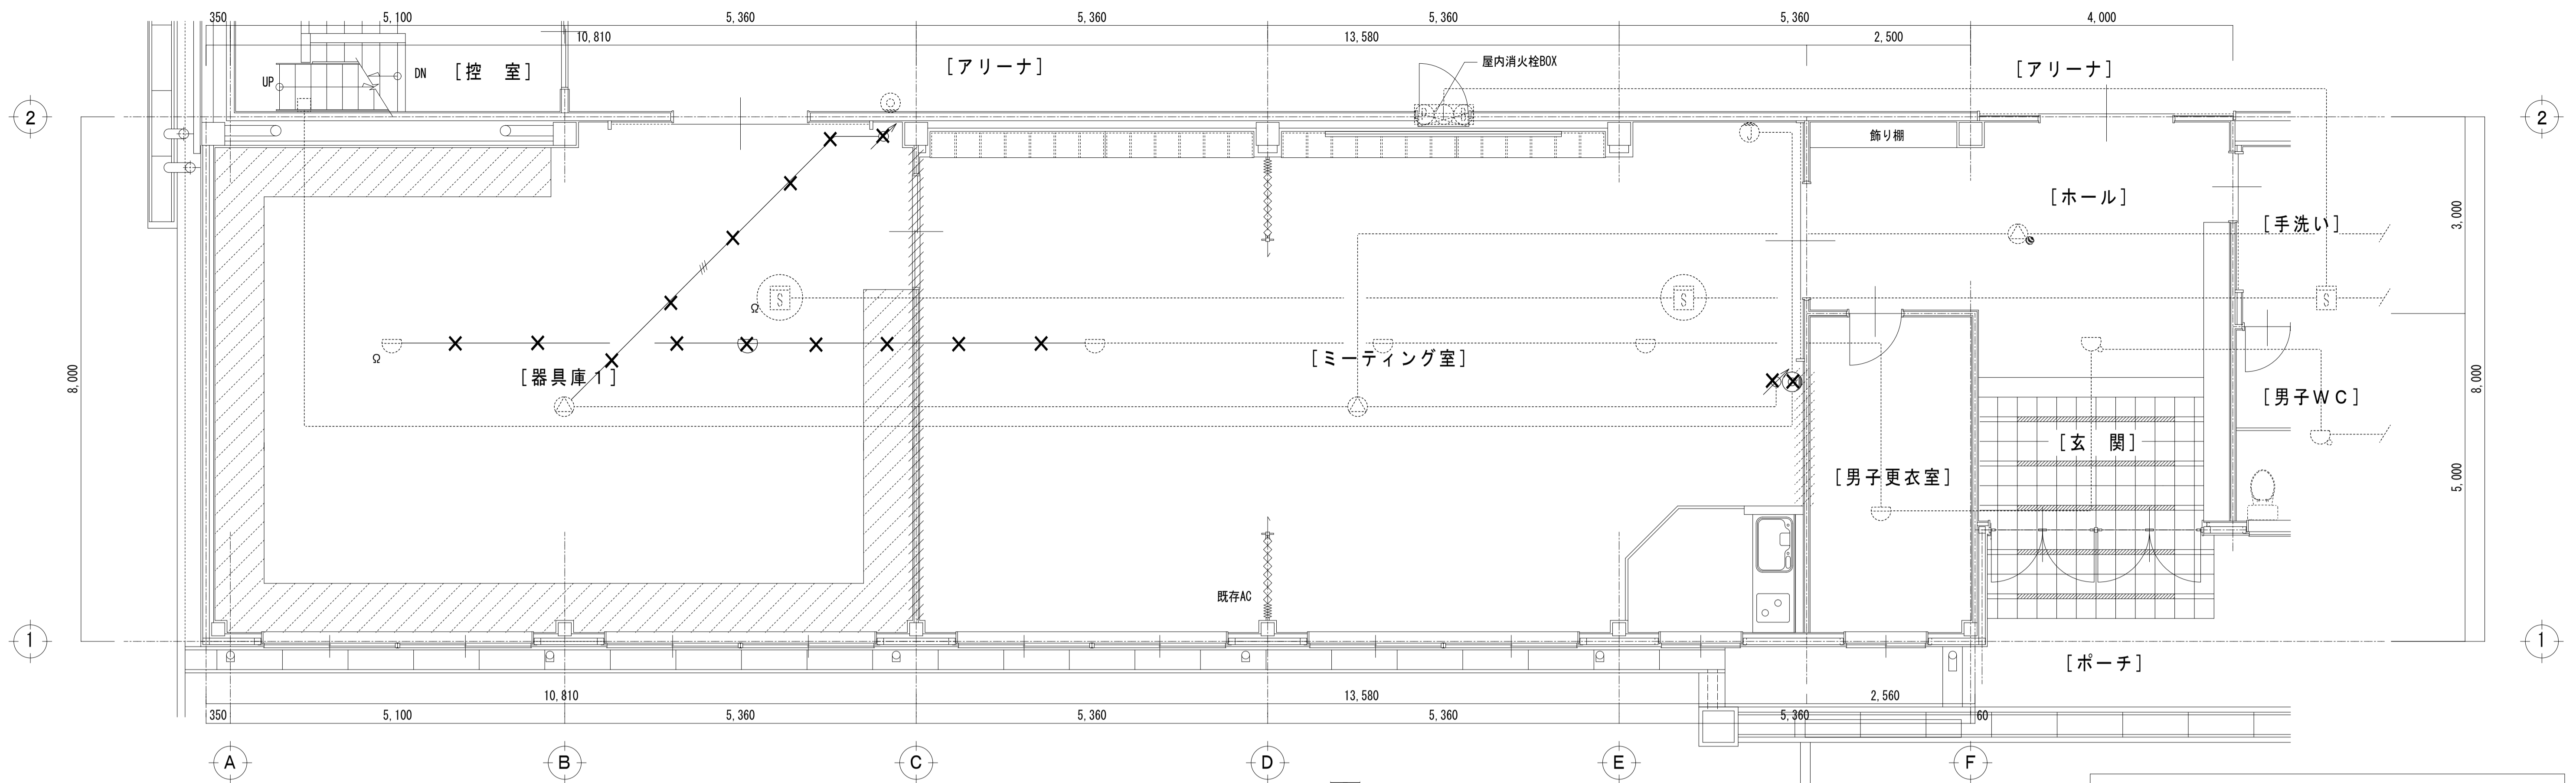 350 5,100 5,360 5,360 5,360 5,360 4,000
10,810 13,580 2,500
UP DN [控 室] [アリーナ] 屋内消火栓BOX [アリーナ]
2 2
飾り棚
J
[ホール]
3,000
[手洗い]
S S S
Ω
Ω
[器具庫1] [ミーティング室]
8,000 8,000
[男子WC]
[玄 関]
[男子更衣室]
5,000
既存AC
1 1
[ポーチ]
10,810 13,580 2,560
350 5,100 5,360 5,360 5,360 5,360 60
A B C D E F